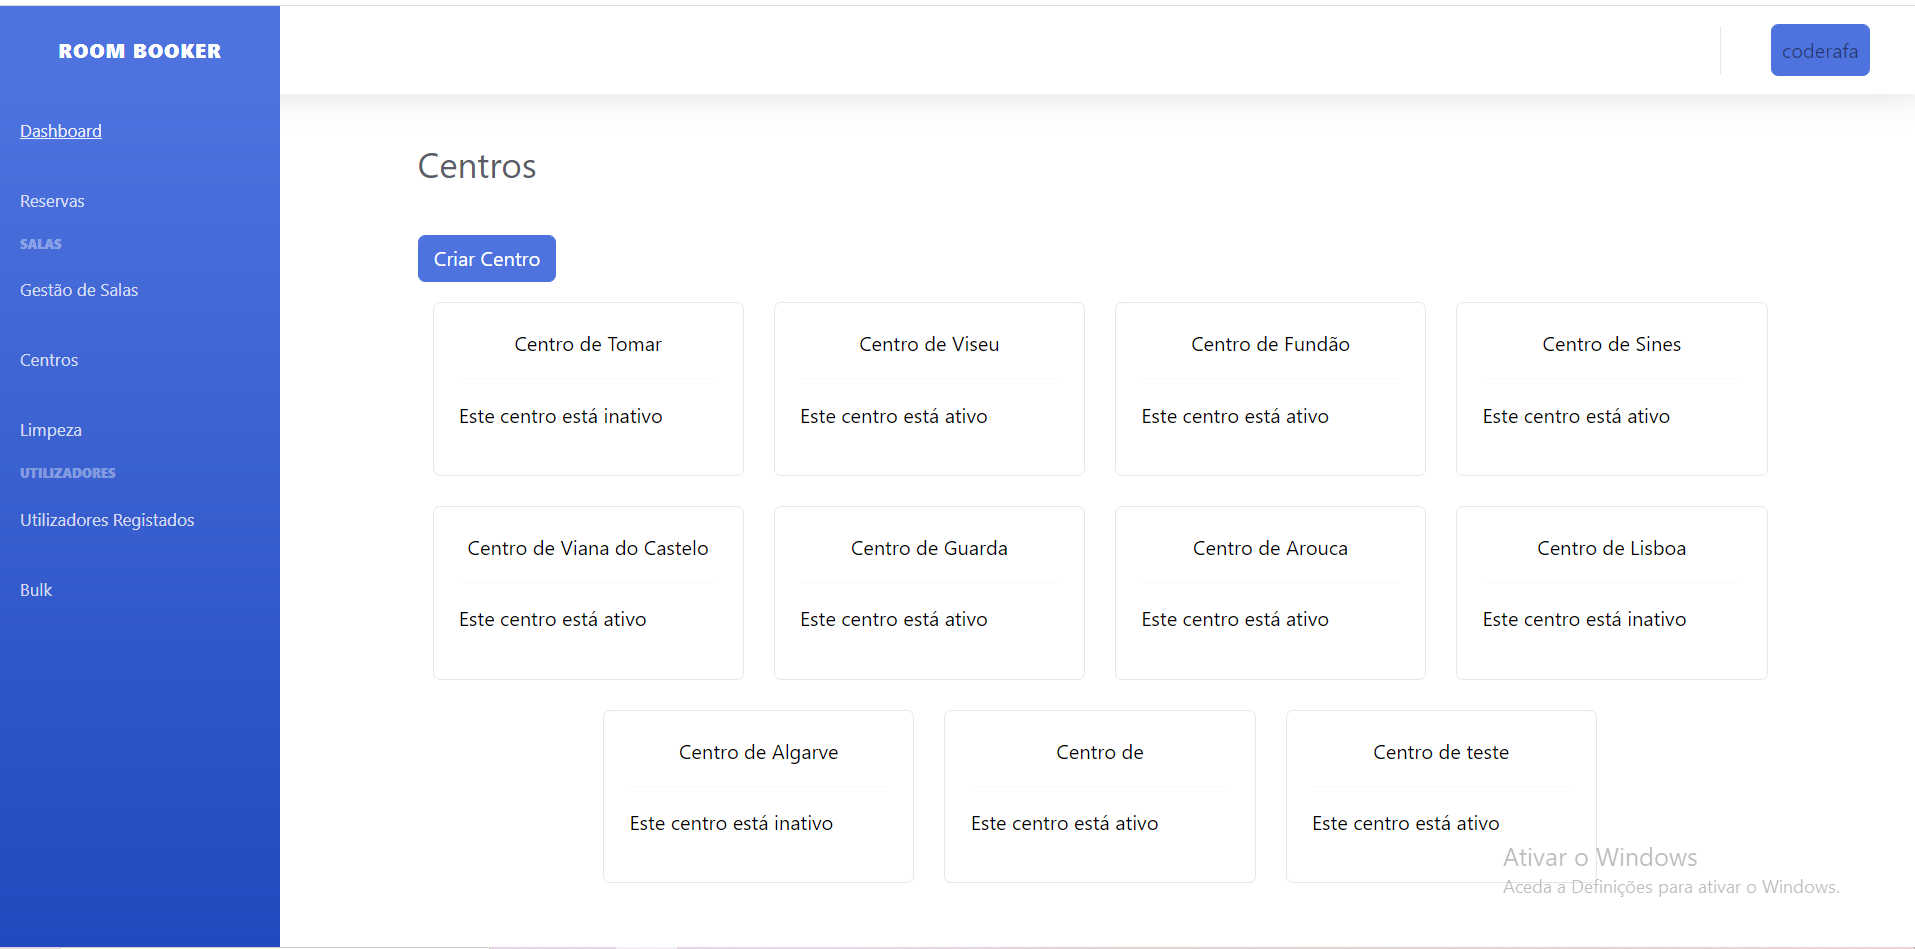 ROOM BOOKER
coderafa
Dashboard
Reservas
SALAS
Gestão de Salas
Centros
Limpeza
UTILIZADORES
Utilizadores Registados
Bulk
Centros
Criar Centro
Centro de Tomar
Este centro está inativo
Centro de Viseu
Este centro está ativo
Centro de Fundão
Este centro está ativo
Centro de Sines
Este centro está ativo
Centro de Viana do Castelo
Este centro está ativo
Centro de Guarda
Este centro está ativo
Centro de Arouca
Este centro está ativo
Centro de Lisboa
Este centro está inativo
Centro de Algarve
Este centro está inativo
Centro de
Este centro está ativo
Centro de teste
Este centro está ativo
Ativar o Windows
Aceda a Definições para ativar o Windows.